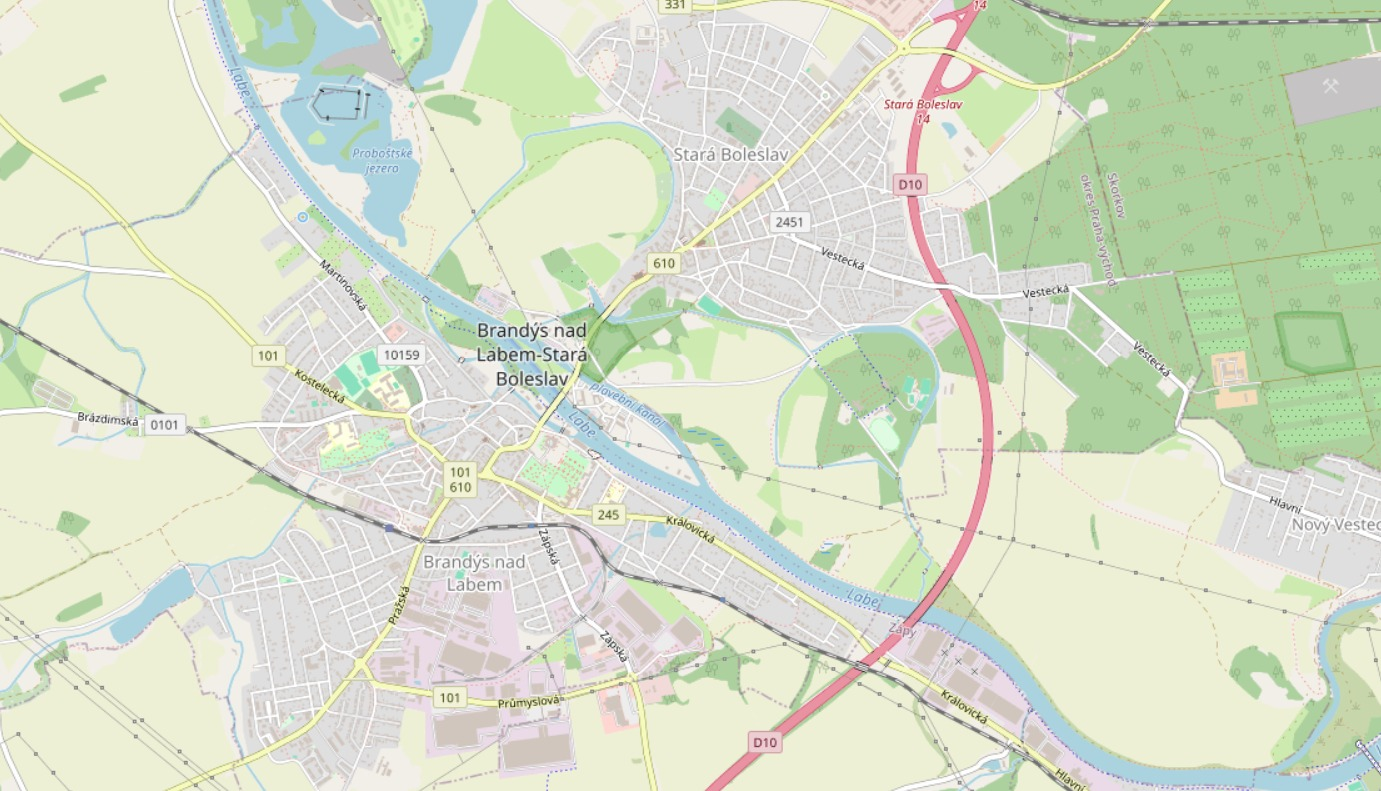 331
14
Labe
Stará Boleslav
14
Proboštské
jezera
Stará Boleslav
D10
Skorkov
okres Praha-východ
2451
Vestecká
610
Martinovská
Vestecká
Brandýs nad
Labem-Stará
Boleslav
101
10159
Vestecká
Kostelecká
plavební kanál
Brázdimská
0101
Labe
101
610
245
Královická
Hlavní
Nový Vestec
Zápská
Brandýs nad
Labem
Pražská
Labe
Zápy
Zápská
101
Průmyslová
Královická
D10
Hlavní